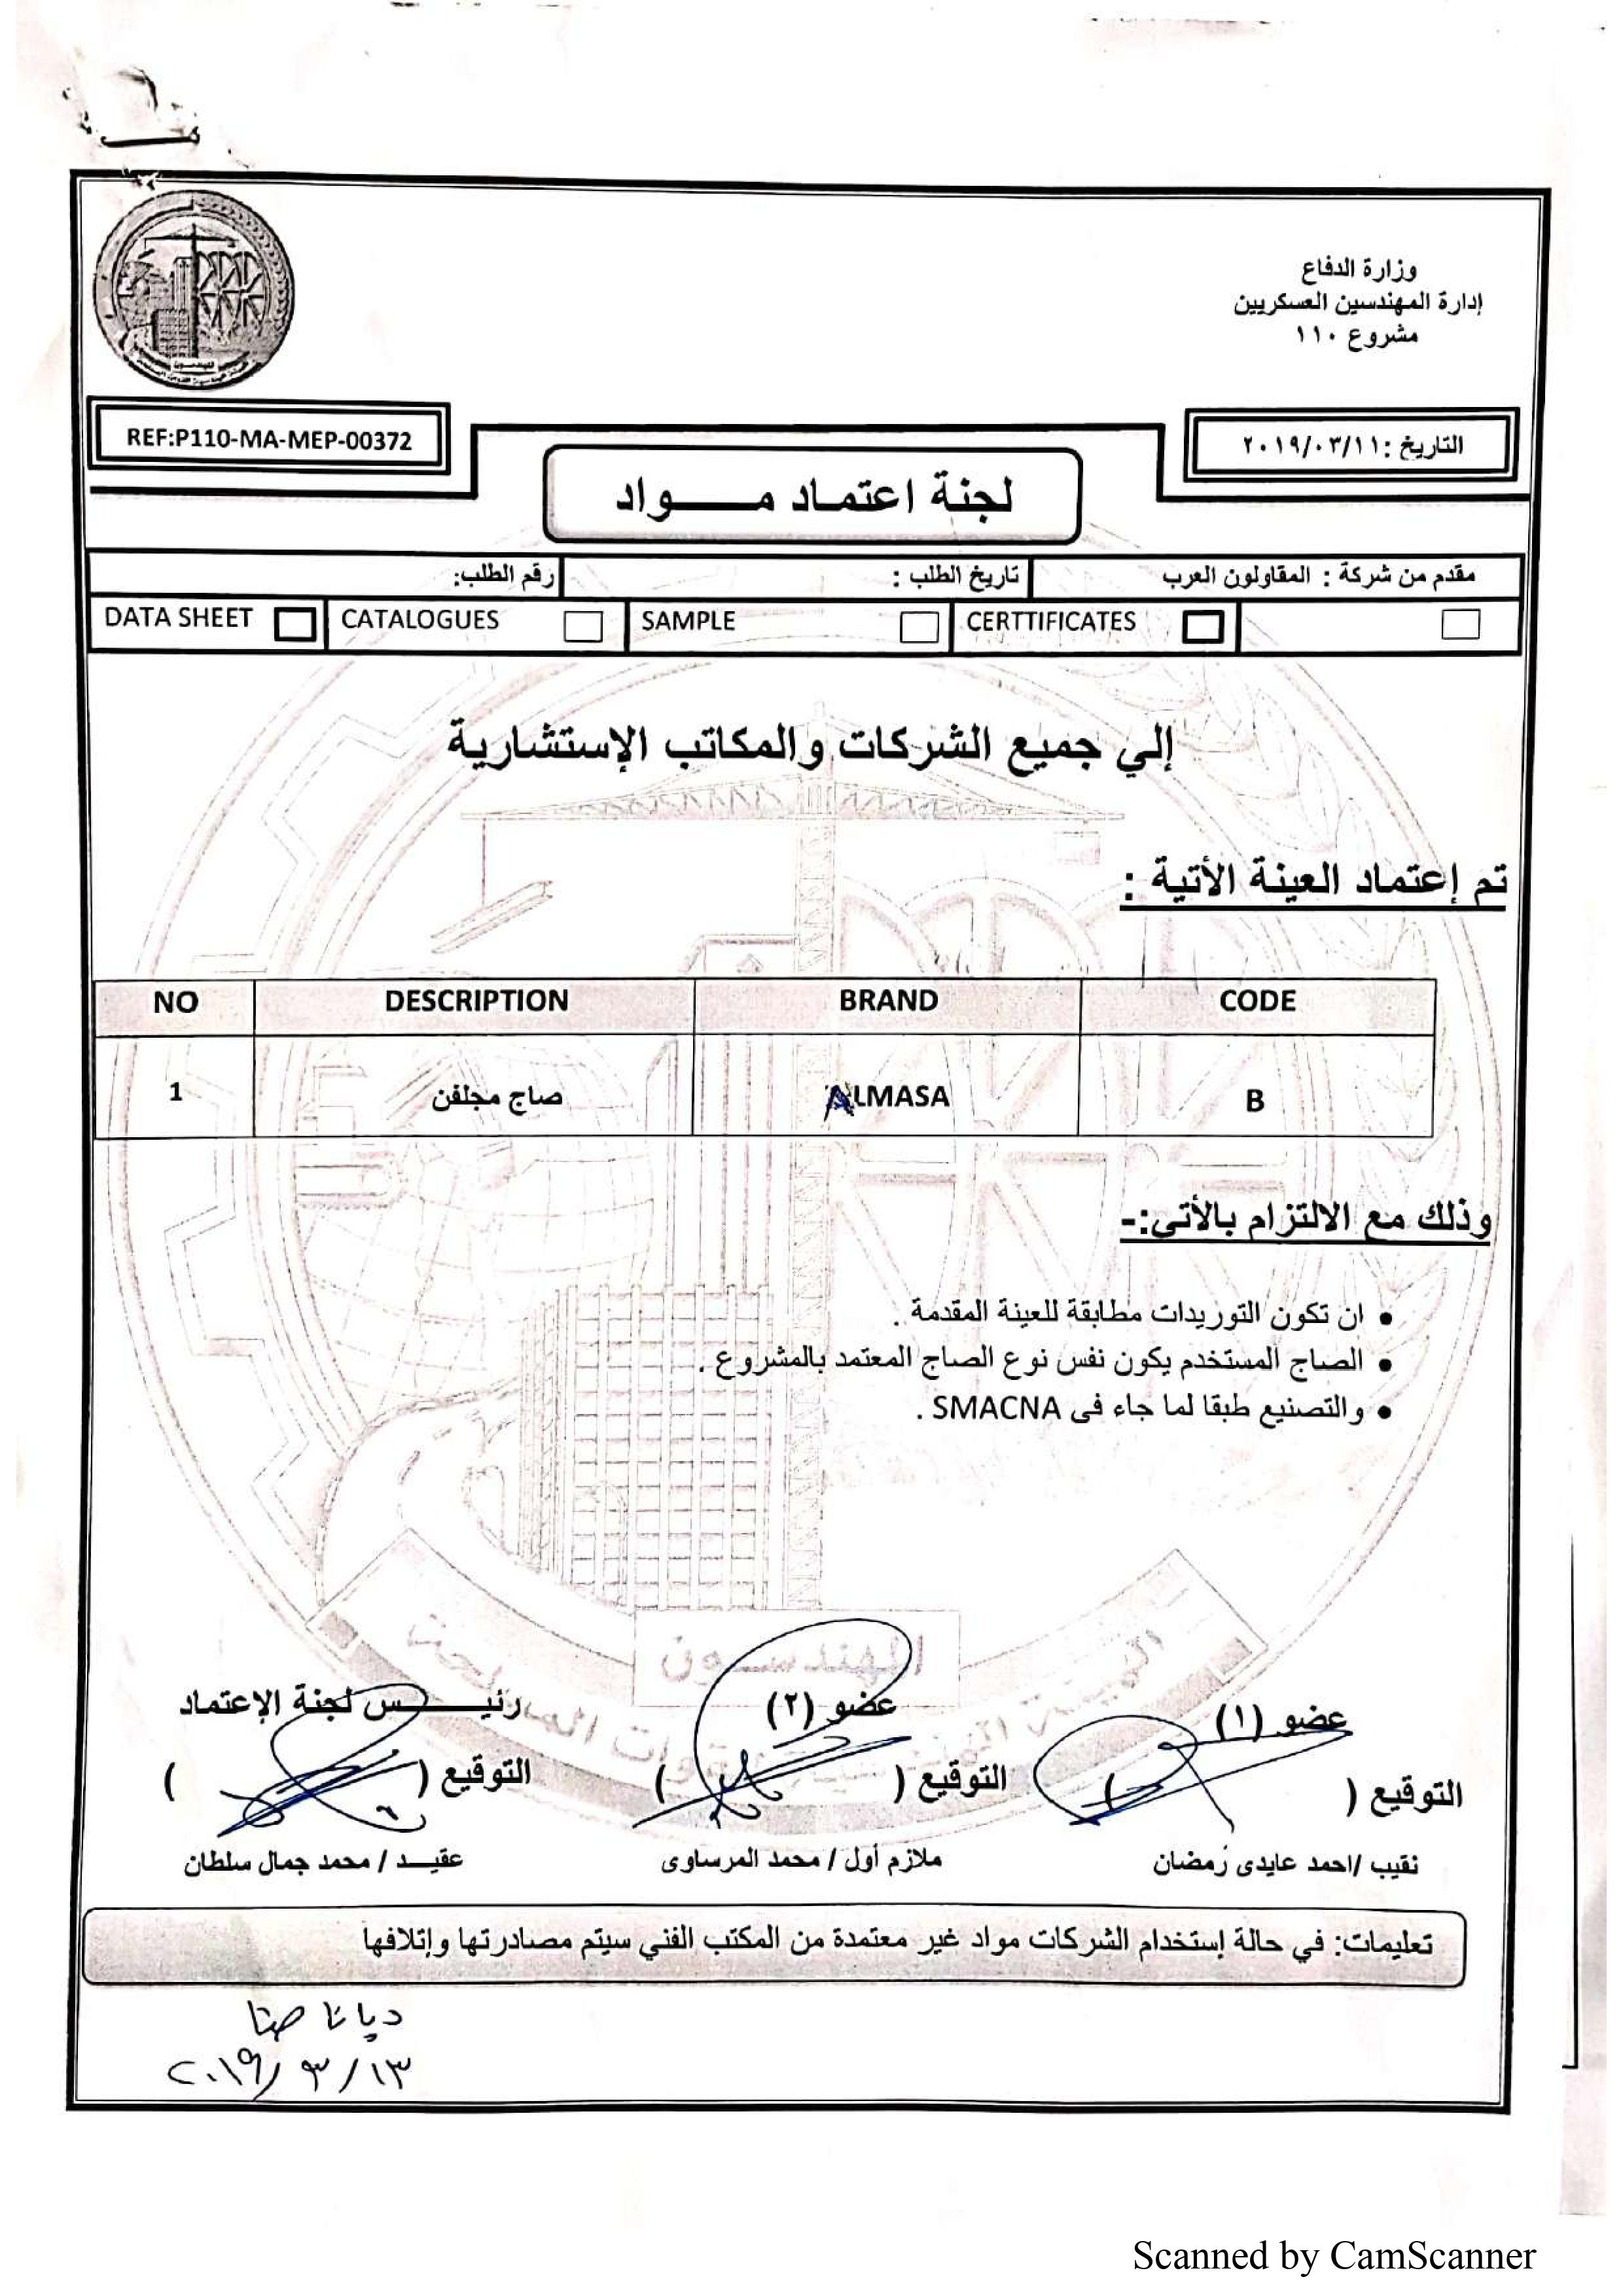 وزارة الدفاع
إدارة المهندسين العسكريين
مشروع ١١٠
REF:P110-MA-MEP-00372
التاريخ :٢٠١٩/٠٣/١١
لجنة اعتماد مــــواد
مقدم من شركة : المقاولون العرب
تاريخ الطلب :
رقم الطلب:
DATA SHEET
CATALOGUES
SAMPLE
CERTTIFICATES
إلي جميع الشركات والمكاتب الإستشارية
تم إعتماد العينة الأتية :
NO DESCRIPTION BRAND CODE
1 صاج مجلفن ALMASA B
وذلك مع الالتزام بالأتى:-
• ان تكون التوريدات مطابقة للعينة المقدمة .
• الصاج المستخدم يكون نفس نوع الصاج المعتمد بالمشروع .
• والتصنيع طبقا لما جاء فى SMACNA .
المهندسون
عضو (١)
عضو (٢)
رئيــــس لجنة الإعتماد
التوقيع ( )
التوقيع ( )
التوقيع ( )
نقيب /احمد عايدى رمضان
ملازم أول / محمد المرساوى
عقيــد / محمد جمال سلطان
تعليمات: في حالة إستخدام الشركات مواد غير معتمدة من المكتب الفني سيتم مصادرتها وإتلافها
ديانا حنا
٢٠١٩/٣/١٣
Scanned by CamScanner